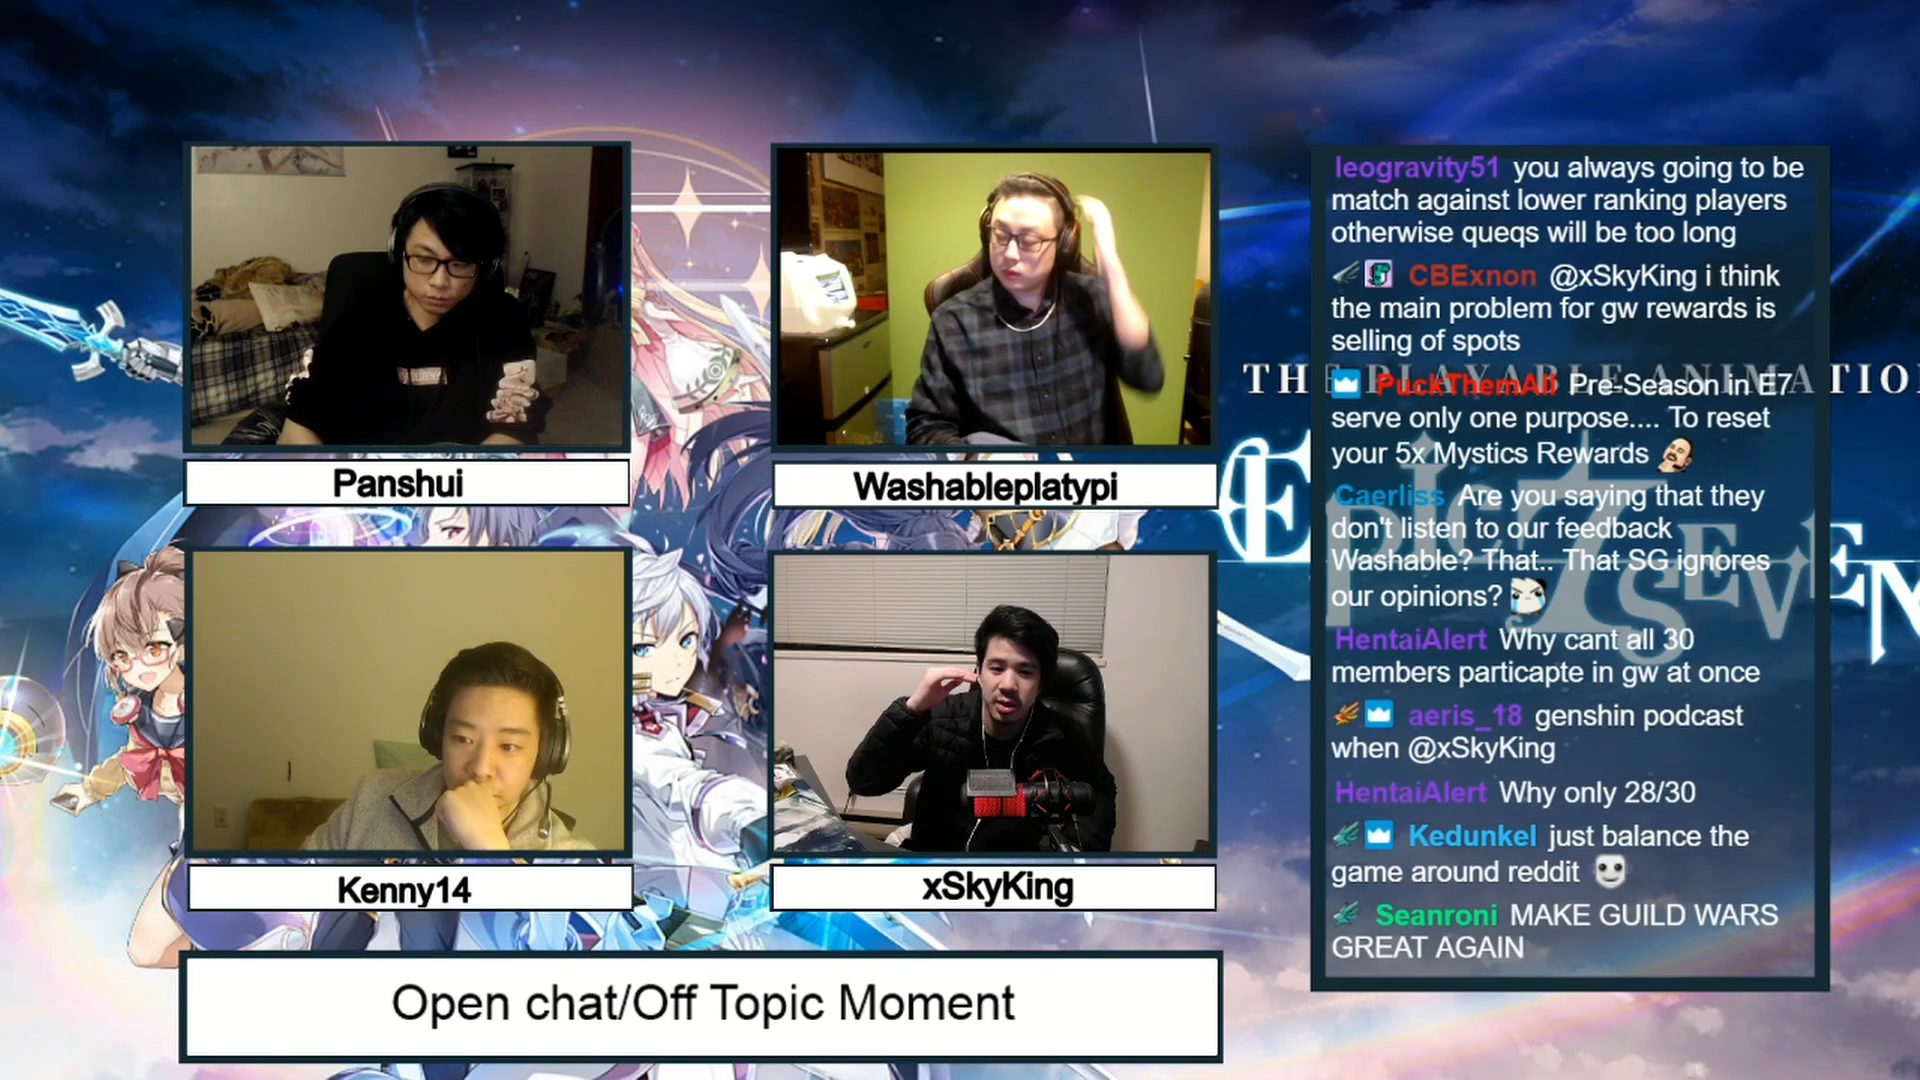 Panshui
Washableplatypi
Kenny14
xSkyKing
Open chat/Off Topic Moment
leogravity51 you always going to be
match against lower ranking players
otherwise queqs will be too long
CBExnon @xSkyKing i think
the main problem for gw rewards is
selling of spots
PuckThemAll Pre-Season in E7
serve only one purpose.... To reset
your 5x Mystics Rewards
Caerliss Are you saying that they
don't listen to our feedback
Washable? That.. That SG ignores
our opinions?
HentaiAlert Why cant all 30
members particapte in gw at once
aeris_18 genshin podcast
when @xSkyKing
HentaiAlert Why only 28/30
Kedunkel just balance the
game around reddit
Seanroni MAKE GUILD WARS
GREAT AGAIN
THE PLAYABLE ANIMATIO
EPIC SEVEN